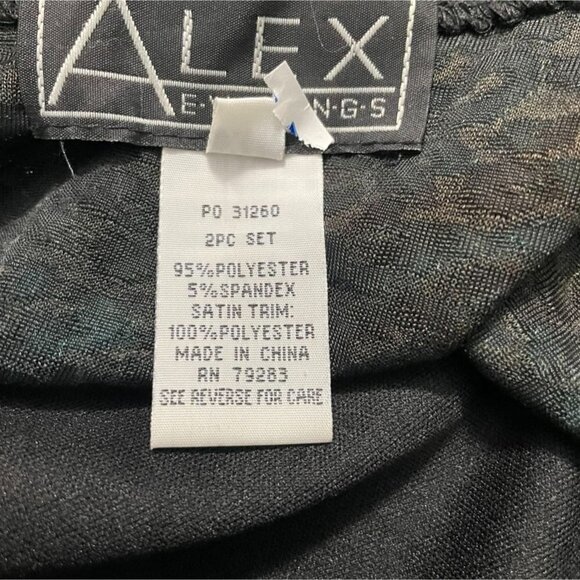 ALEX
PO 31260
2PC SET
95%POLYESTER
5%SPANDEX
SATIN TRIM:
100%POLYESTER
MADE IN CHINA
RN 79283
SEE REVERSE FOR CARE